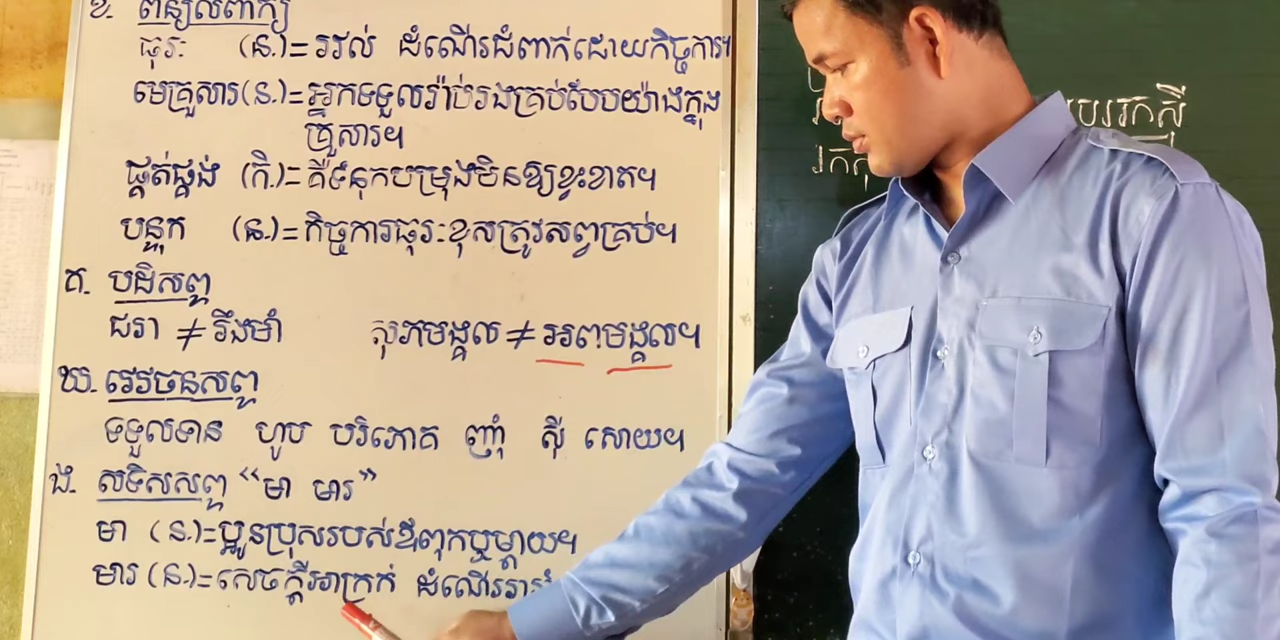 ខ. ពន្យល់ពាក្យ
ធុរៈ (ន.)= រវល់ ដំណើរជំពាក់ដោយកិច្ចការ។
មេគ្រួសារ(ន.)= អ្នកទទួលរ៉ាប់រងគ្រប់បែបយ៉ាងក្នុង
គ្រួសារ។
ផ្គត់ផ្គង់ (កិ.)= គឺទំនុកបម្រុងមិនឱ្យខ្វះខាត។
បន្ទុក (ន.)= កិច្ចការធុរៈខុសត្រូវសព្វគ្រប់។
គ. បដិសព្ទ
ជរា ≠ រឹងមាំ សុភមង្គល ≠ អពមង្គល។
ឃ. វេវចនសព្ទ
ទទួលទាន ហូប បរិភោគ ញ៉ាំ ស៊ី សោយ។
ង. សទិសសព្ទ “មា មារ”
មា (ន.)= ប្អូនប្រុសរបស់ឪពុកឬម្ដាយ។
មារ (ន.)= សេចក្ដីអាក្រក់ ដំណើររារាំ